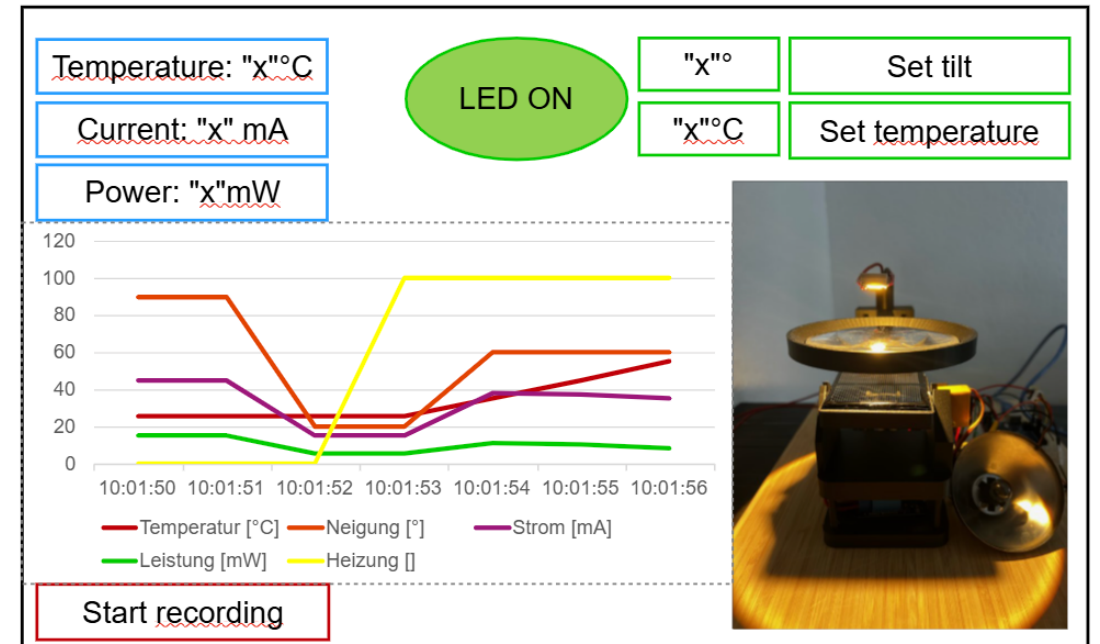 Temperature: "x"°C
Current: "x" mA
Power: "x"mW
LED ON
"x"°
Set tilt
"x"°C
Set temperature
120
100
80
60
40
20
0
10:01:50 10:01:51 10:01:52 10:01:53 10:01:54 10:01:55 10:01:56
Temperatur [°C] Neigung [°] Strom [mA]
Leistung [mW] Heizung []
Start recording